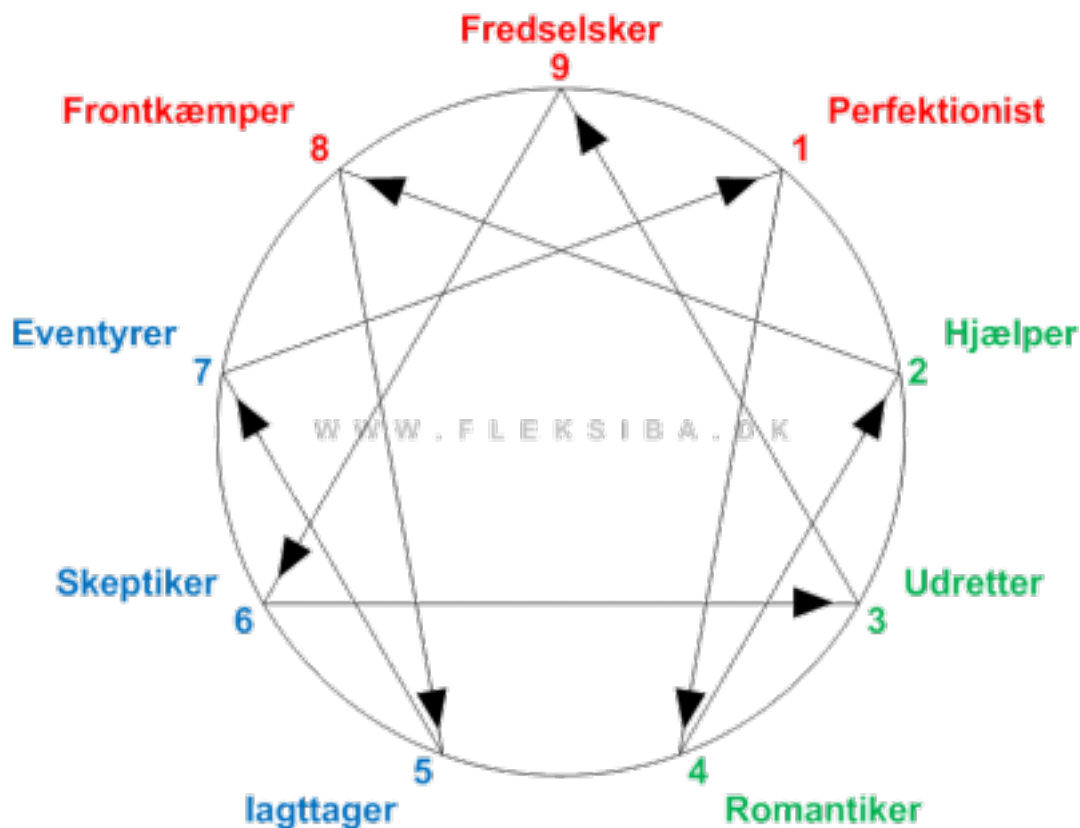 Fredselsker
9
Frontkæmper
8
Perfektionist
1
Eventyrer
7
Hjælper
2
WWW.FLEKSIBA.DK
Skeptiker
6
Udretter
3
5
Iagttager
4
Romantiker